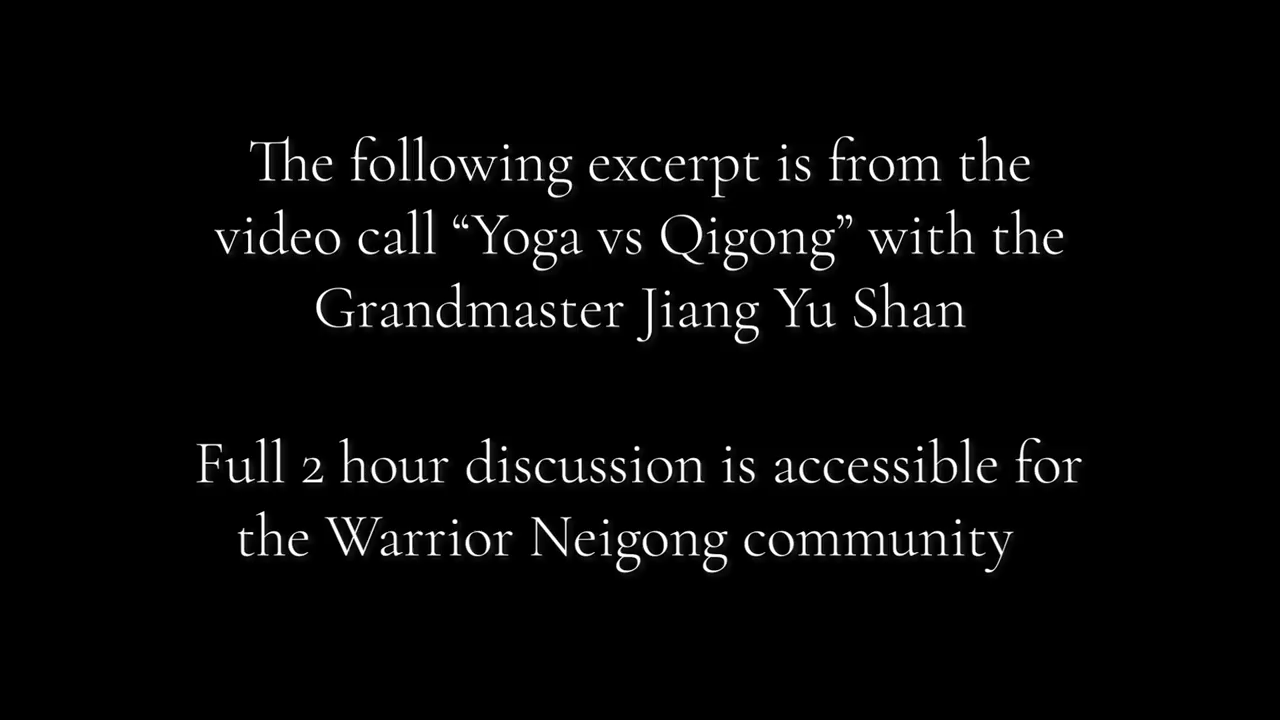 The following excerpt is from the
video call “Yoga vs Qigong” with the
Grandmaster Jiang Yu Shan
Full 2 hour discussion is accessible for
the Warrior Neigong community